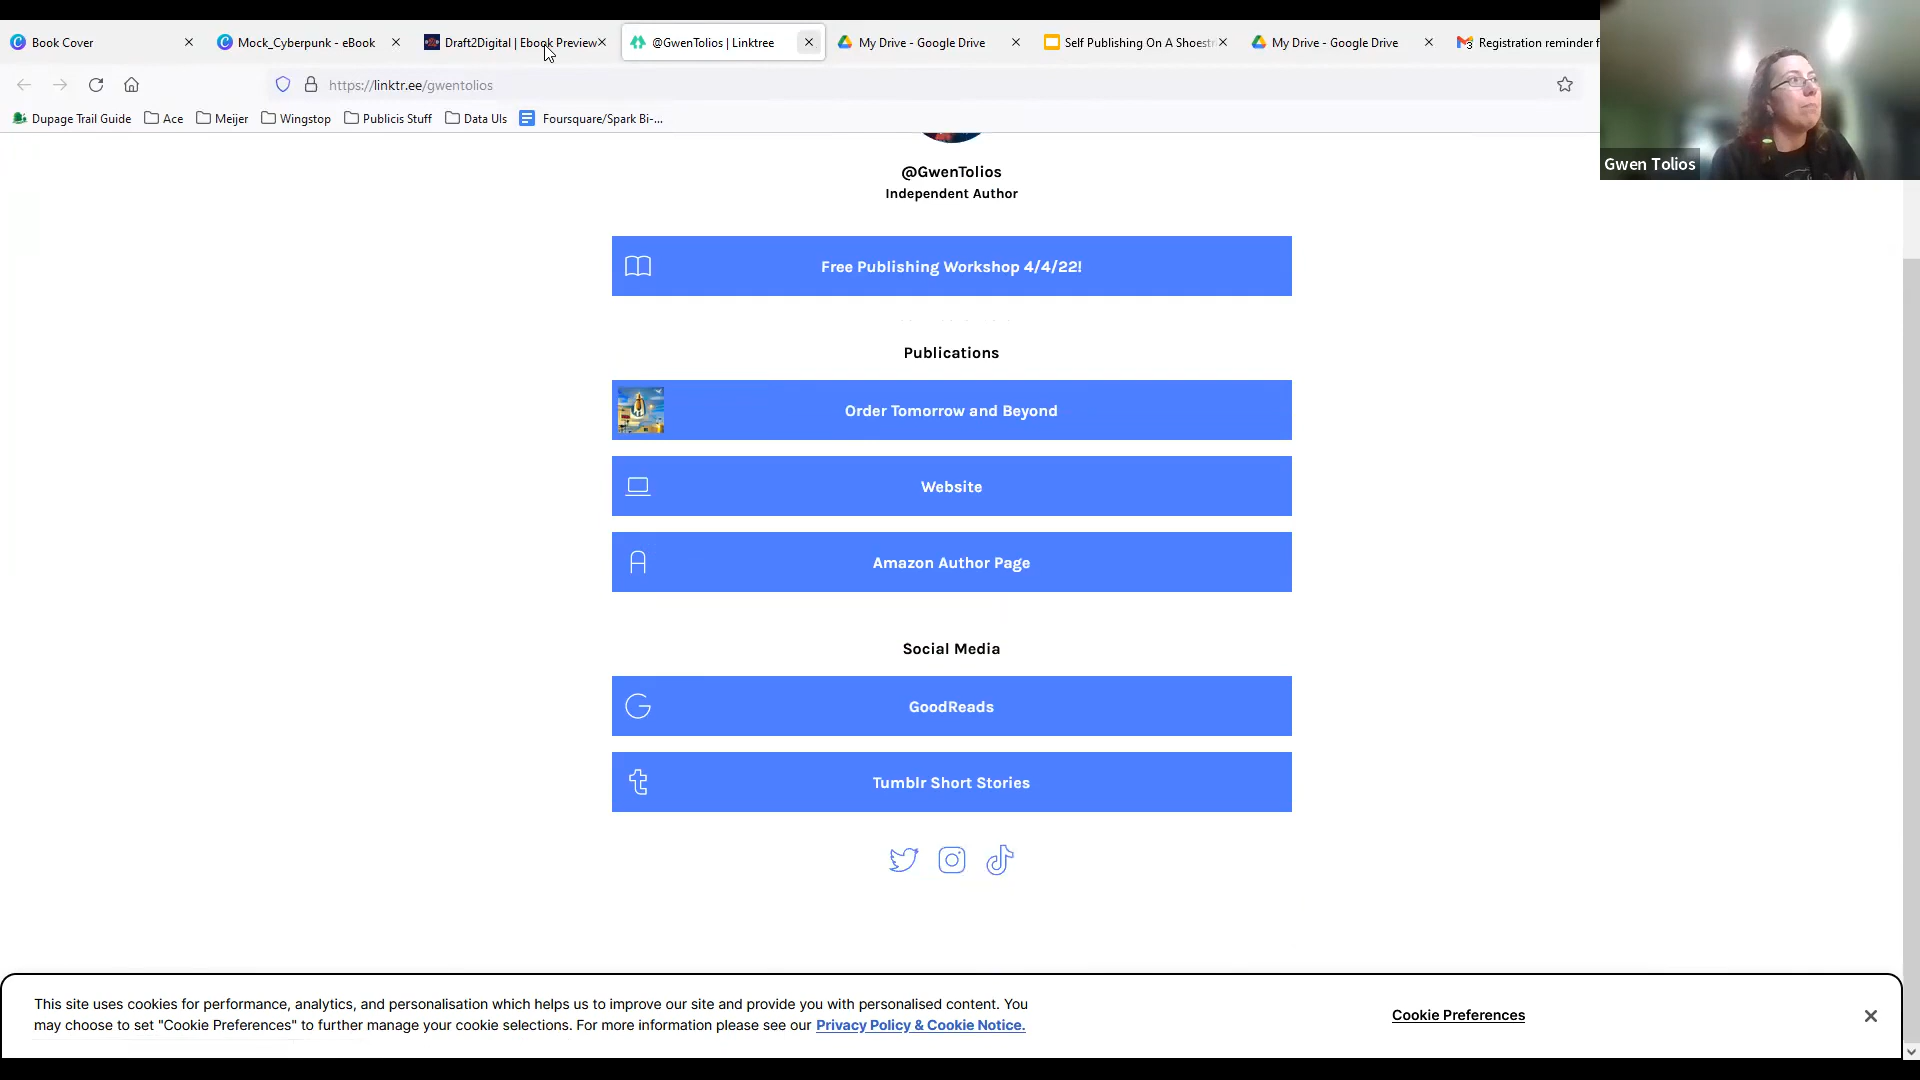 Book Cover
Mock_Cyberpunk - eBook
Draft2Digital | Ebook Preview
@GwenTolios | Linktree
My Drive - Google Drive
Self Publishing On A Shoestr
My Drive - Google Drive
Registration reminder f
https://linktr.ee/gwentolios
Dupage Trail Guide
Ace
Meijer
Wingstop
Publicis Stuff
Data UIs
Foursquare/Spark Bi-...
Gwen Tolios
@GwenTolios
Independent Author
Free Publishing Workshop 4/4/22!
Publications
Order Tomorrow and Beyond
Website
Amazon Author Page
Social Media
GoodReads
Tumblr Short Stories
This site uses cookies for performance, analytics, and personalisation which helps us to improve our site and provide you with personalised content. You
may choose to set "Cookie Preferences" to further manage your cookie selections. For more information please see our Privacy Policy & Cookie Notice.
Cookie Preferences